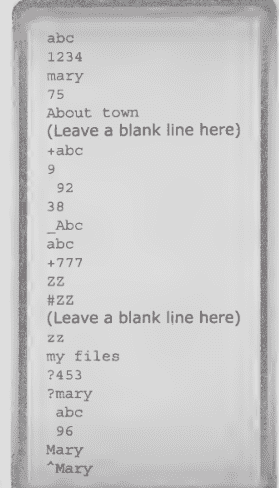 abc
1234
mary
75
About town
(Leave a blank line here)
+abc
9
 92
38
_Abc
abc
+777
ZZ
#ZZ
(Leave a blank line here)
zz
my files
?453
?mary
 abc
 96
Mary
^Mary